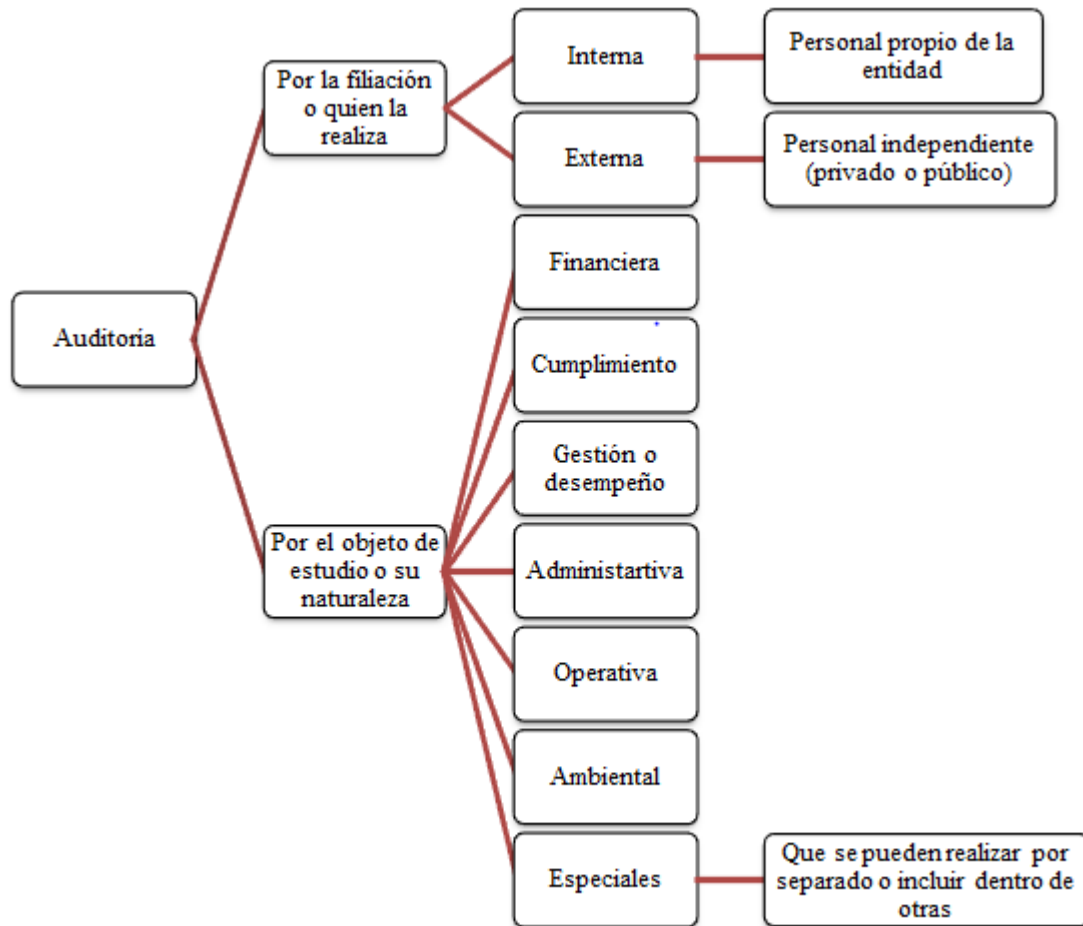 Interna
Personal propio de la
entidad
Por la filiación
o quien la
realiza
Externa
Personal independiente
(privado o público)
Financiera
Auditoría
Cumplimiento
Gestión o
desempeño
Por el objeto de
estudio o su
naturaleza
Administartiva
Operativa
Ambiental
Especiales
Que se pueden realizar por
separado o incluir dentro de
otras